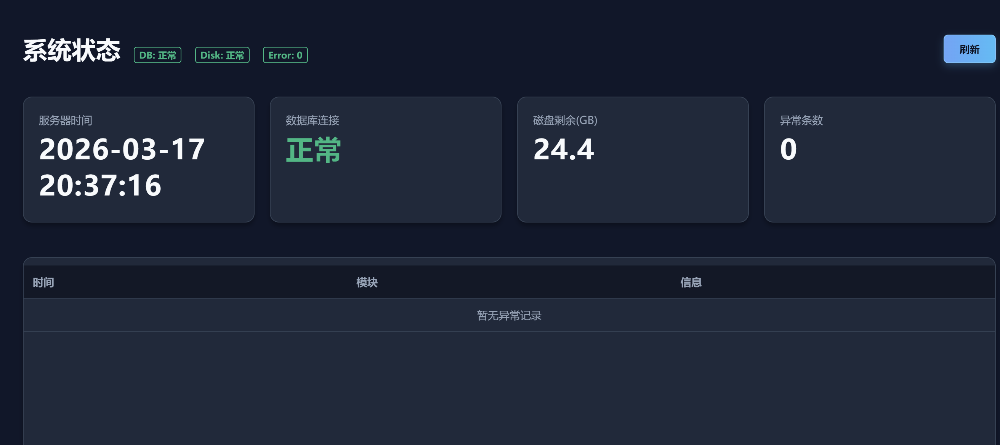 系统状态
DB: 正常
Disk: 正常
Error: 0
刷新
服务器时间
2026-03-17
20:37:16
数据库连接
正常
磁盘剩余(GB)
24.4
异常条数
0
时间 模块 信息
暂无异常记录